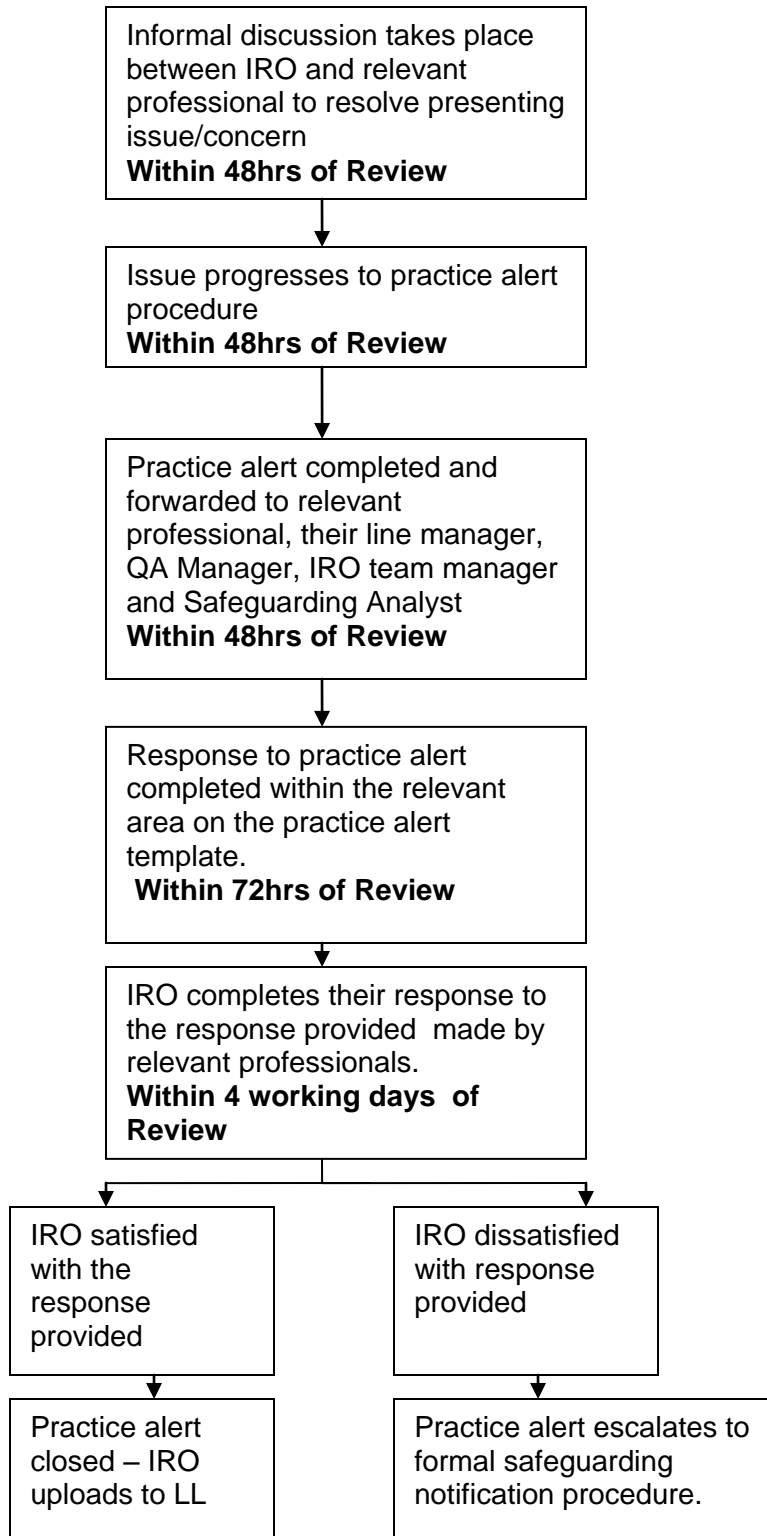 Informal discussion takes place
between IRO and relevant
professional to resolve presenting
issue/concern
Within 48hrs of Review
Issue progresses to practice alert
procedure
Within 48hrs of Review
Practice alert completed and
forwarded to relevant
professional, their line manager,
QA Manager, IRO team manager
and Safeguarding Analyst
Within 48hrs of Review
Response to practice alert
completed within the relevant
area on the practice alert
template.
Within 72hrs of Review
IRO completes their response to
the response provided  made by
relevant professionals.
Within 4 working days  of
Review
IRO satisfied
with the
response
provided
IRO dissatisfied
with response
provided
Practice alert
closed – IRO
uploads to LL
Practice alert escalates to
formal safeguarding
notification procedure.